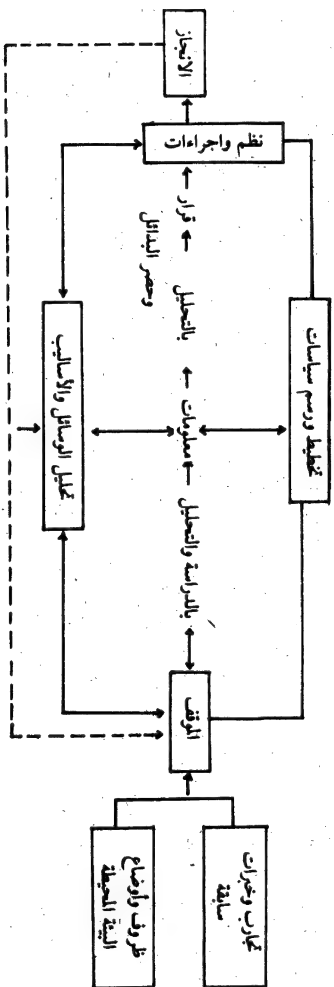 تجارب وخبرات
سابقة
ظروف وأوضاع
البيئة المحيطة
الموقف
تخطيط ورسم سياسات
بالدراسة والتحليل
معلومات
بالتحليل
وحصر البدائل
قرار
تحليل الوسائل والأساليب
نظم واجراءات
الانجاز